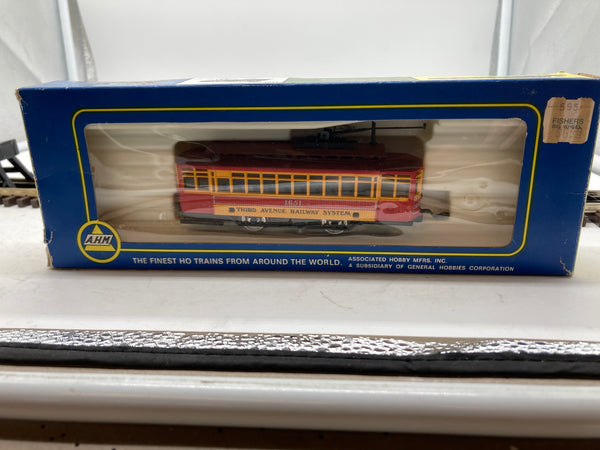 595
FISHERS
1651
THIRD AVENUE RAILWAY SYSTEM
AHM
THE FINEST HO TRAINS FROM AROUND THE WORLD.
ASSOCIATED HOBBY MFRS. INC.
A SUBSIDIARY OF GENERAL HOBBIES CORPORATION